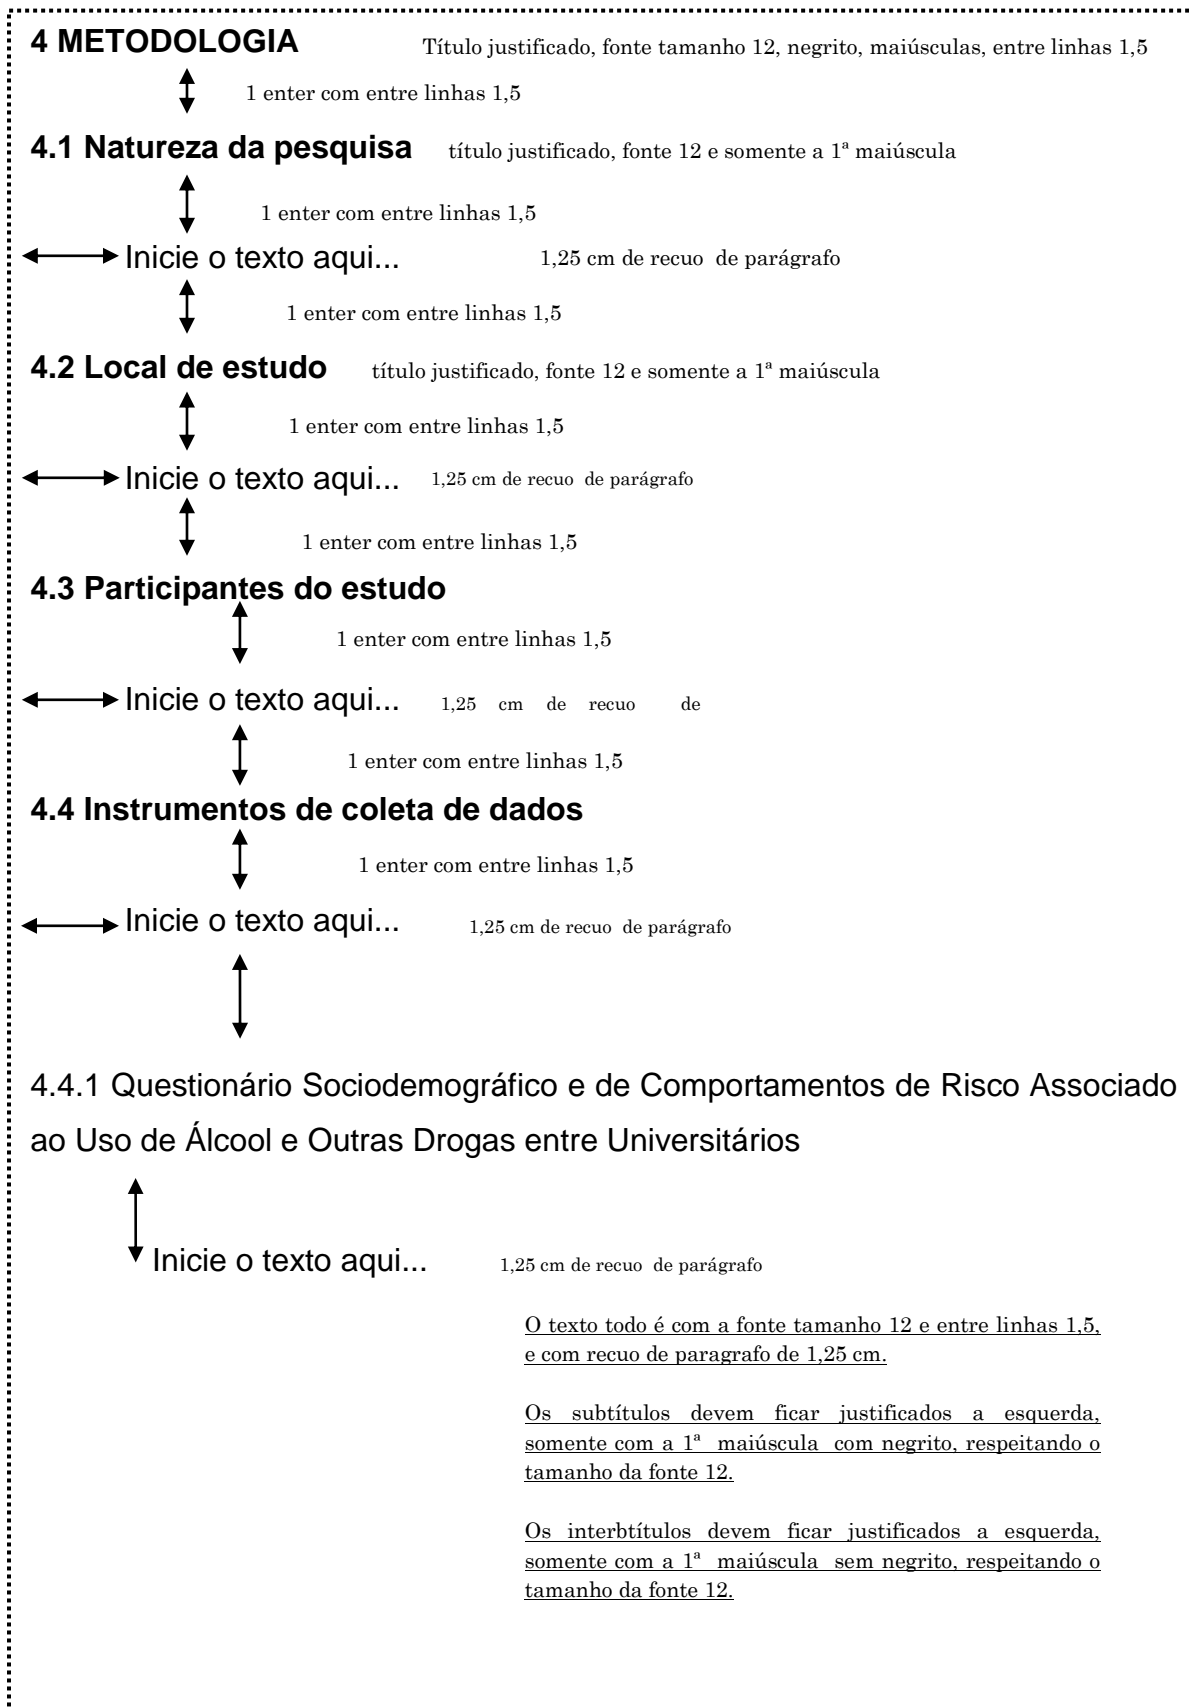 4 METODOLOGIA Título justificado, fonte tamanho 12, negrito, maiúsculas, entre linhas 1,5
1 enter com entre linhas 1,5
4.1 Natureza da pesquisa título justificado, fonte 12 e somente a 1ª maiúscula
1 enter com entre linhas 1,5
Inicie o texto aqui... 1,25 cm de recuo de parágrafo
1 enter com entre linhas 1,5
4.2 Local de estudo título justificado, fonte 12 e somente a 1ª maiúscula
1 enter com entre linhas 1,5
Inicie o texto aqui... 1,25 cm de recuo de parágrafo
1 enter com entre linhas 1,5
4.3 Participantes do estudo
1 enter com entre linhas 1,5
Inicie o texto aqui... 1,25 cm de recuo de
1 enter com entre linhas 1,5
4.4 Instrumentos de coleta de dados
1 enter com entre linhas 1,5
Inicie o texto aqui... 1,25 cm de recuo de parágrafo
4.4.1 Questionário Sociodemográfico e de Comportamentos de Risco Associado
ao Uso de Álcool e Outras Drogas entre Universitários
Inicie o texto aqui... 1,25 cm de recuo de parágrafo
O texto todo é com a fonte tamanho 12 e entre linhas 1,5,
e com recuo de paragrafo de 1,25 cm.
Os subtítulos devem ficar justificados a esquerda,
somente com a 1ª maiúscula com negrito, respeitando o
tamanho da fonte 12.
Os interbtítulos devem ficar justificados a esquerda,
somente com a 1ª maiúscula sem negrito, respeitando o
tamanho da fonte 12.